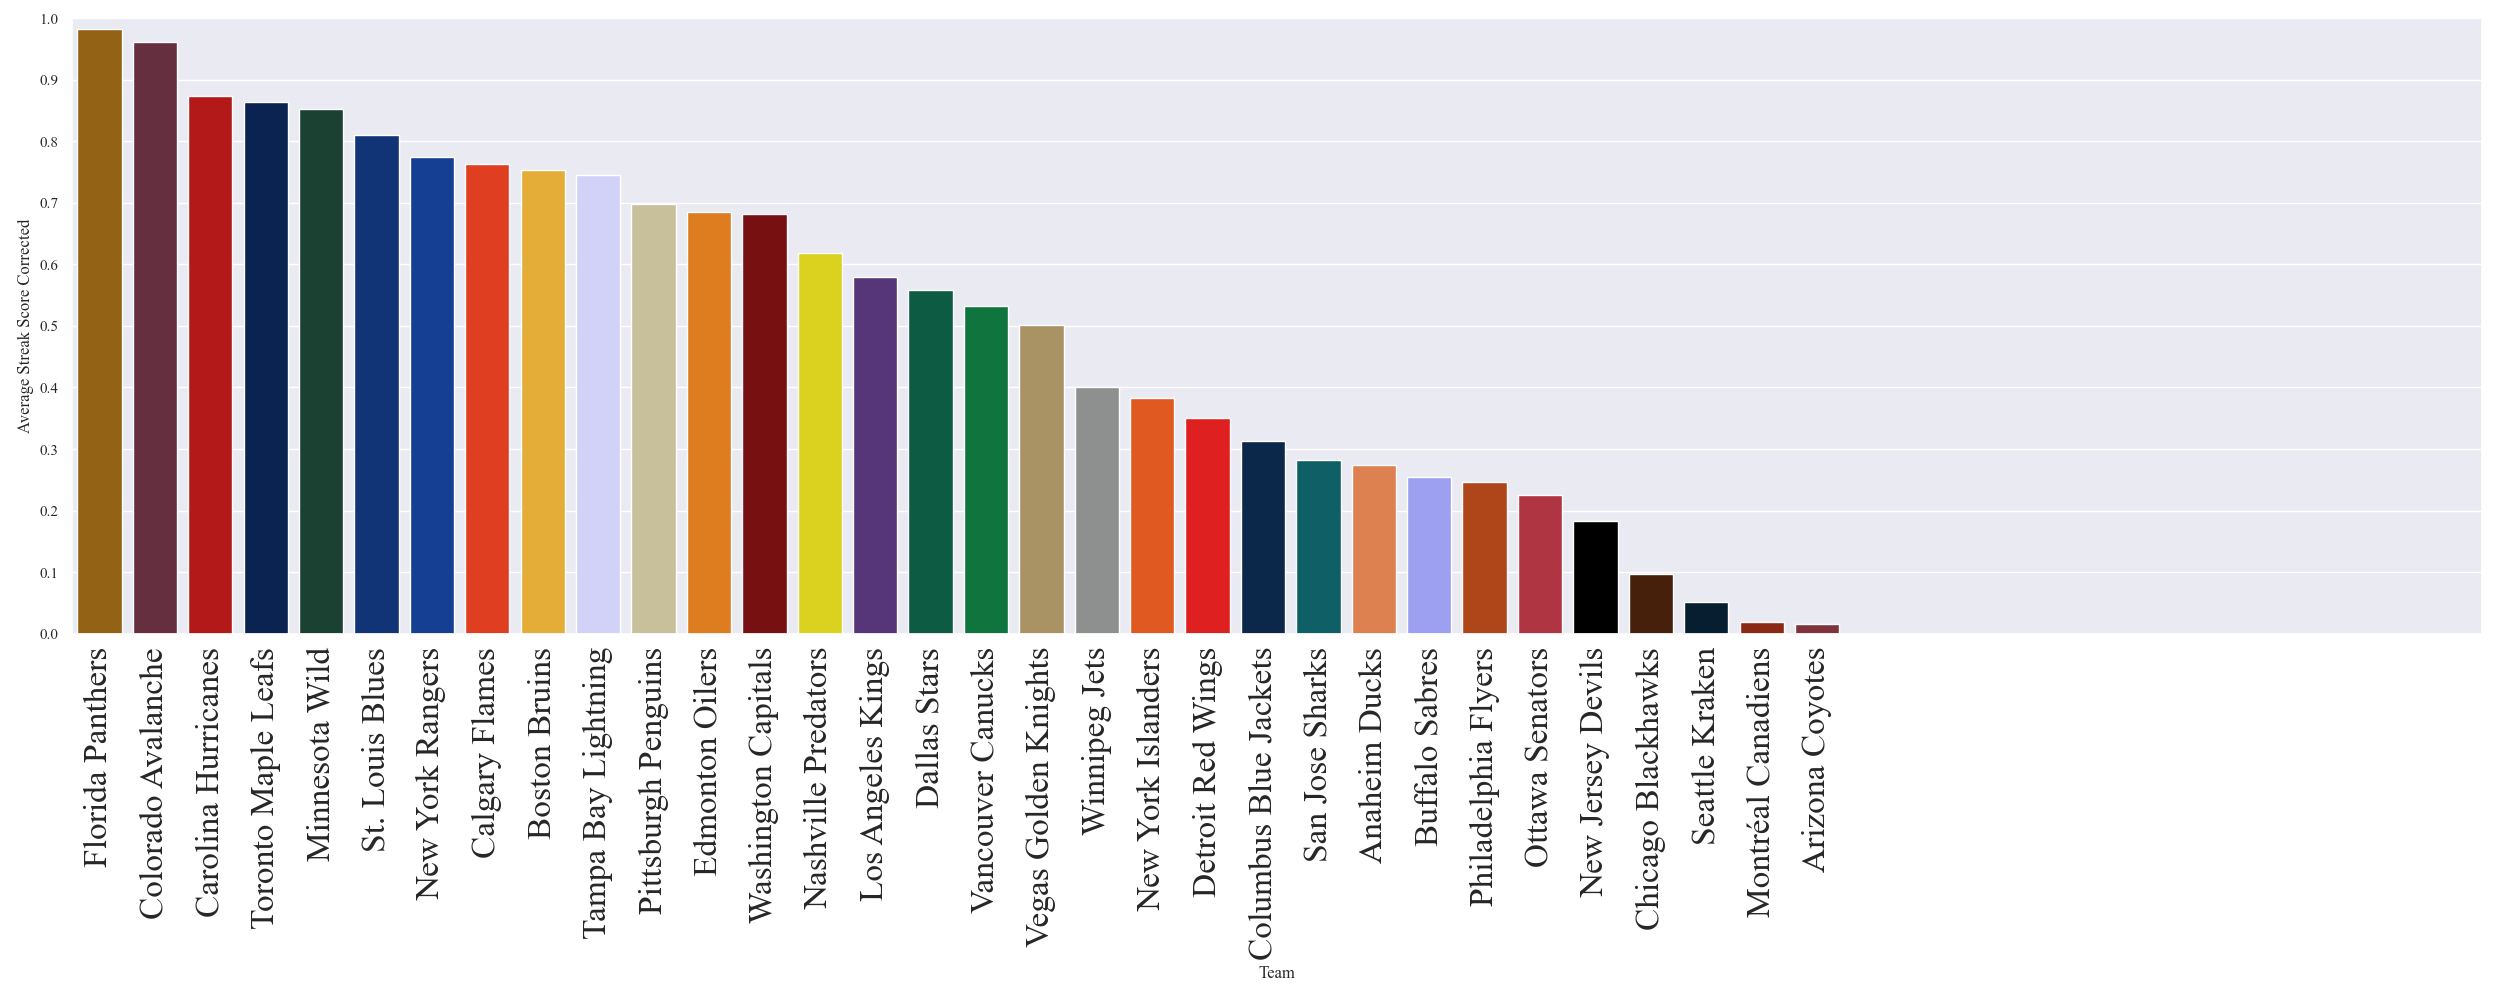 1.0
0.9
0.8
0.7
0.6
0.5
0.4
0.3
0.2
0.1
0.0
Average Streak Score Corrected
Florida Panthers
Colorado Avalanche
Carolina Hurricanes
Toronto Maple Leafs
Minnesota Wild
St. Louis Blues
New York Rangers
Calgary Flames
Boston Bruins
Tampa Bay Lightning
Pittsburgh Penguins
Edmonton Oilers
Washington Capitals
Nashville Predators
Los Angeles Kings
Dallas Stars
Vancouver Canucks
Vegas Golden Knights
Winnipeg Jets
New York Islanders
Detroit Red Wings
Columbus Blue Jackets
San Jose Sharks
Anaheim Ducks
Buffalo Sabres
Philadelphia Flyers
Ottawa Senators
New Jersey Devils
Chicago Blackhawks
Seattle Kraken
Montréal Canadiens
Arizona Coyotes
Team